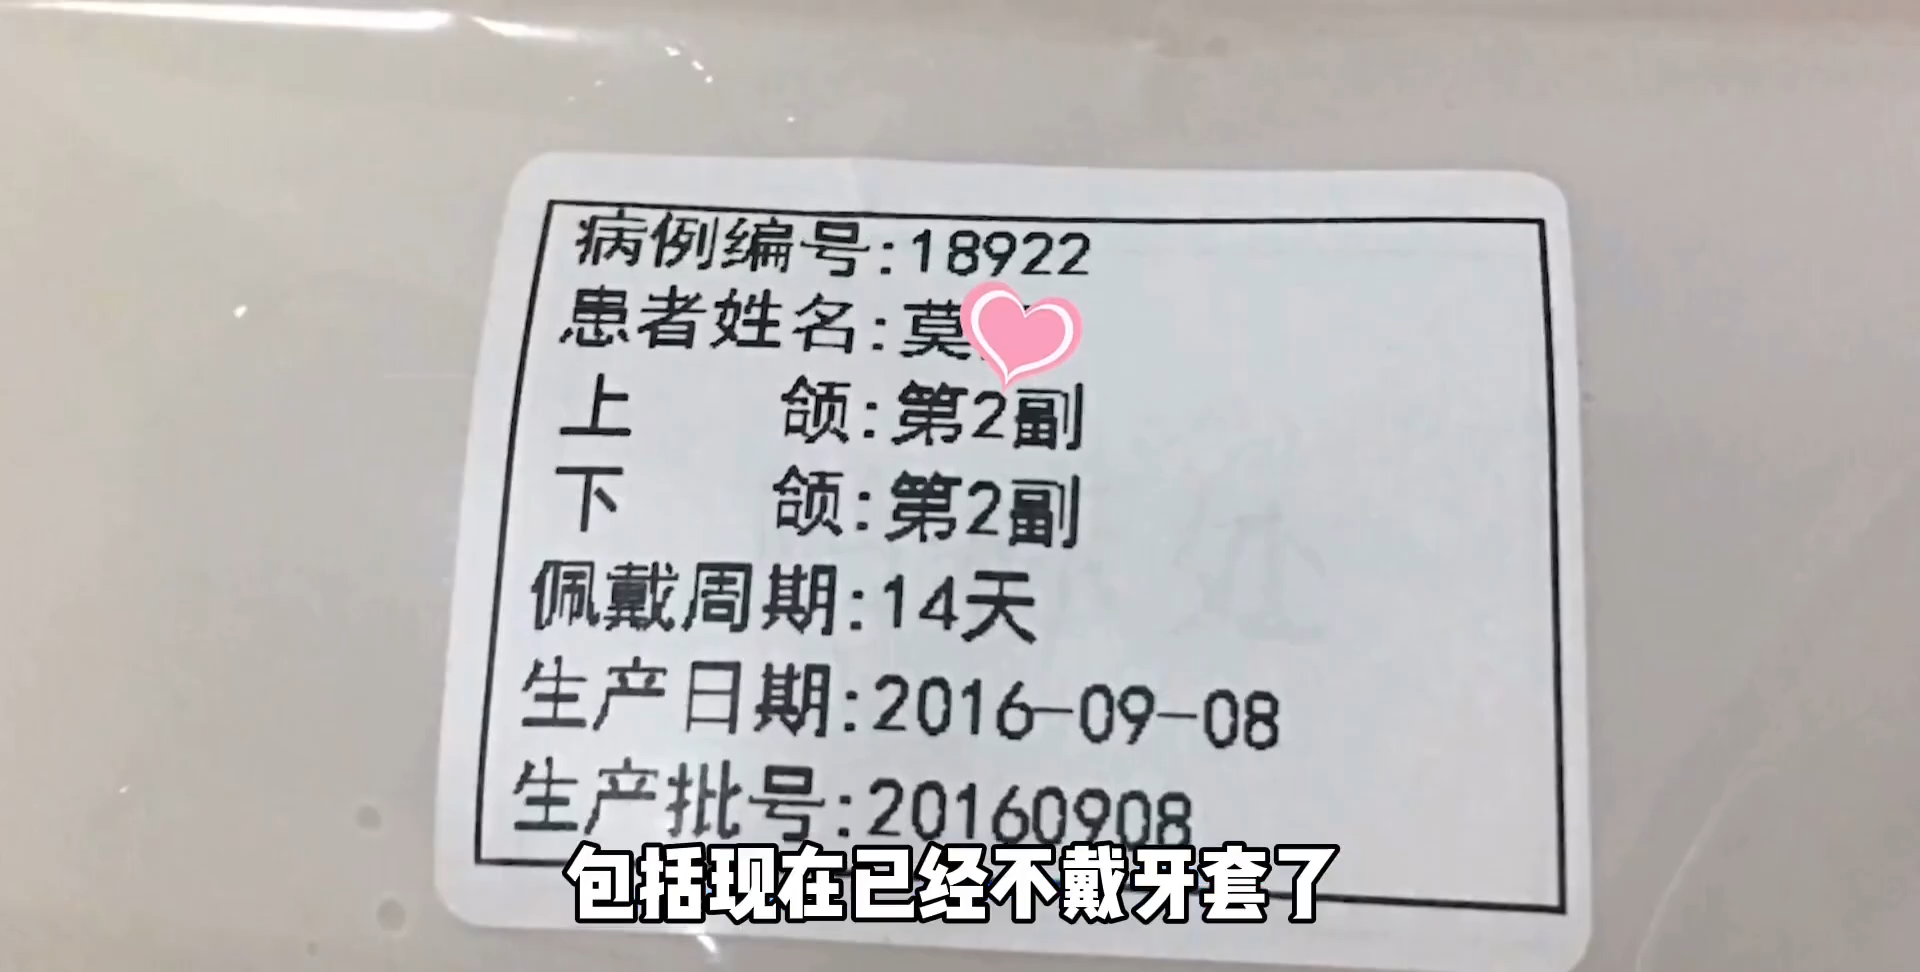 病例编号:18922
患者姓名:莫
上 颌:第2副
下 颌:第2副
佩戴周期:14天
生产日期:2016-09-08
生产批号:20160908
包括现在已经不戴牙套了